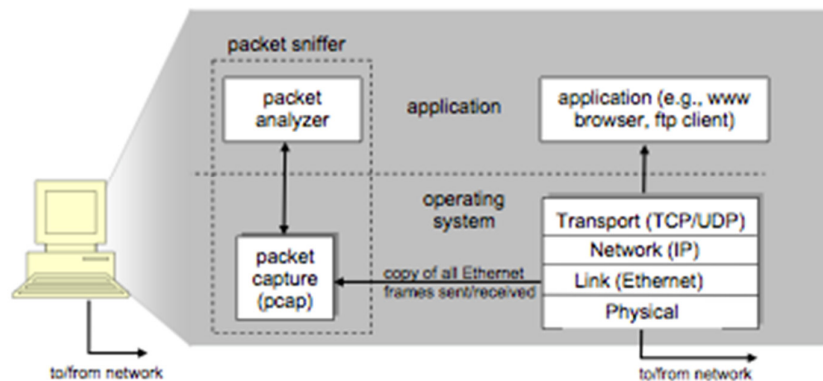 packet sniffer
packet
analyzer
application
application (e.g., www
browser, ftp client)
operating
system
packet
capture
(pcap)
copy of all Ethernet
frames sent/received
Transport (TCP/UDP)
Network (IP)
Link (Ethernet)
Physical
to/from network
to/from network